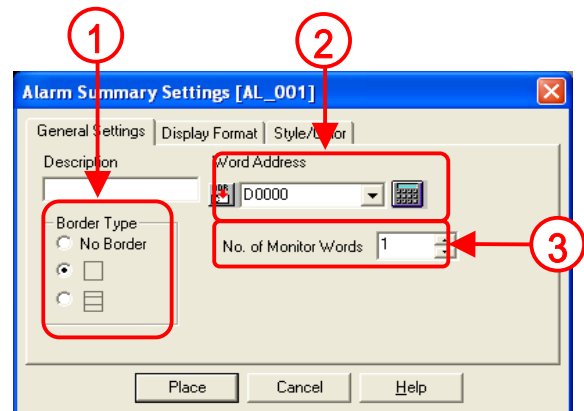 1
2
Alarm Summary Settings [AL_001]
General Settings Display Format Style/Color
Description Word Address
D0000
Border Type
No Border
No. of Monitor Words 1
3
Place Cancel Help